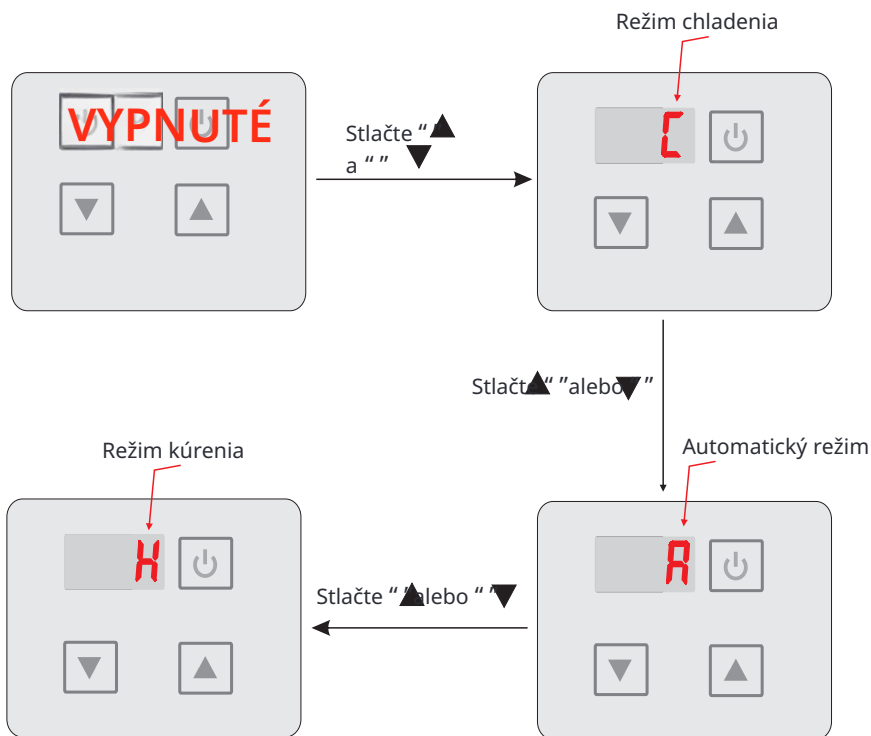 Režim chladenia
VYPNUTÉ
Stlačte “▲”
a “▼”
C
Stlačte “▲” alebo “▼”
Režim kúrenia
Automatický režim
H
A
Stlačte “▲” alebo “▼”